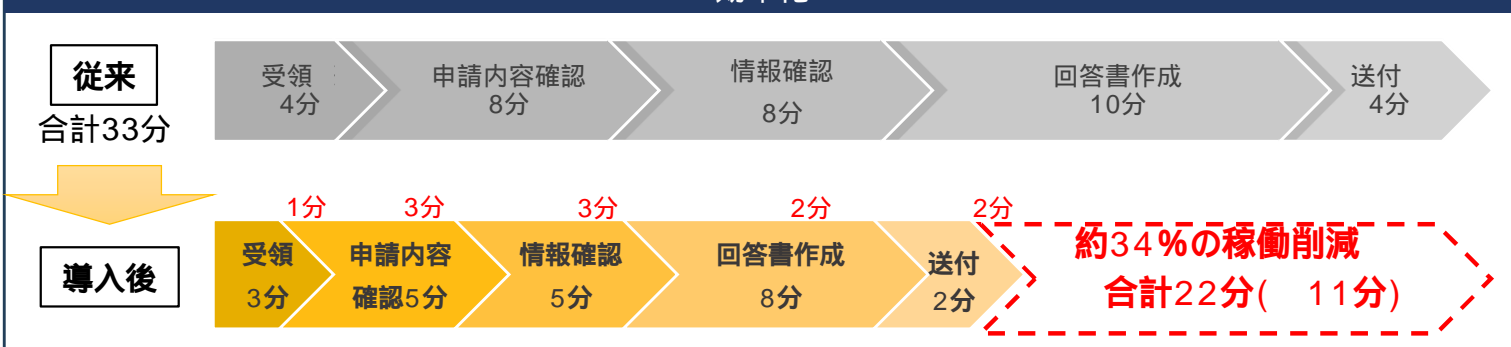 従来
合計33分
受領
4分
申請内容確認
8分
情報確認
8分
回答書作成
10分
送付
4分
1分
3分
3分
2分
2分
導入後
受領
3分
申請内容
確認5分
情報確認
5分
回答書作成
8分
送付
2分
約34%の稼働削減
合計22分( 11分)